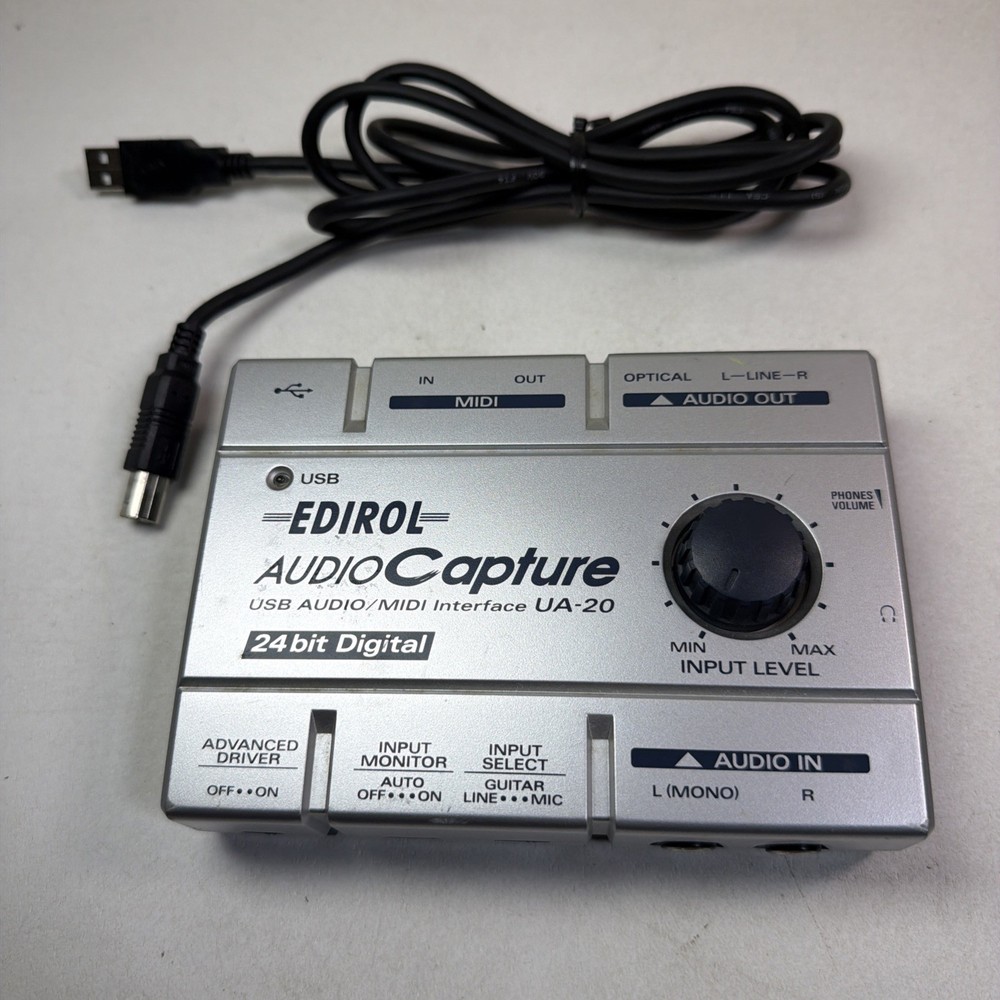 IN OUT
MIDI
OPTICAL L—LINE—R
▲ AUDIO OUT
USB
EDIROL
AUDIO Capture
USB AUDIO/MIDI Interface UA-20
24bit Digital
PHONES
VOLUME
MIN MAX
INPUT LEVEL
ADVANCED
DRIVER
OFF••ON
INPUT
MONITOR
AUTO
OFF•••ON
INPUT
SELECT
GUITAR
LINE•••MIC
▲ AUDIO IN
L (MONO) R